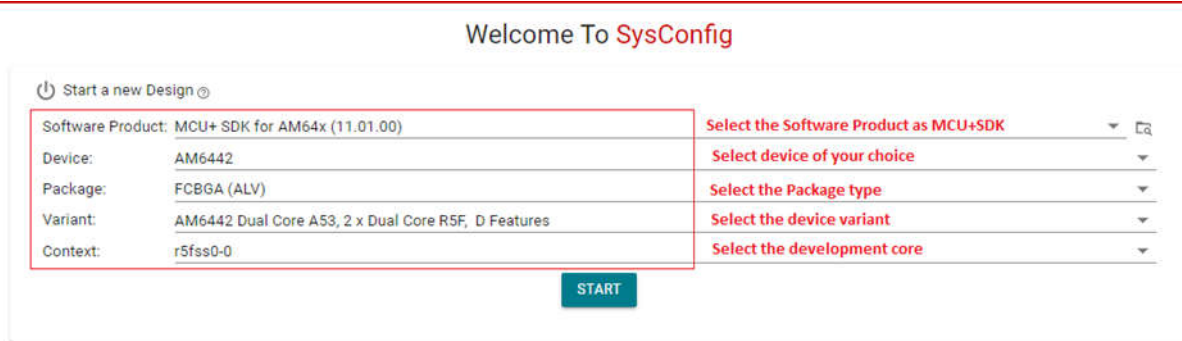 Welcome To SysConfig
Start a new Design
Software Product: MCU+ SDK for AM64x (11.01.00) Select the Software Product as MCU+SDK
Device: AM6442 Select device of your choice
Package: FCBGA (ALV) Select the Package type
Variant: AM6442 Dual Core A53, 2 x Dual Core R5F, D Features Select the device variant
Context: r5fss0-0 Select the development core
START